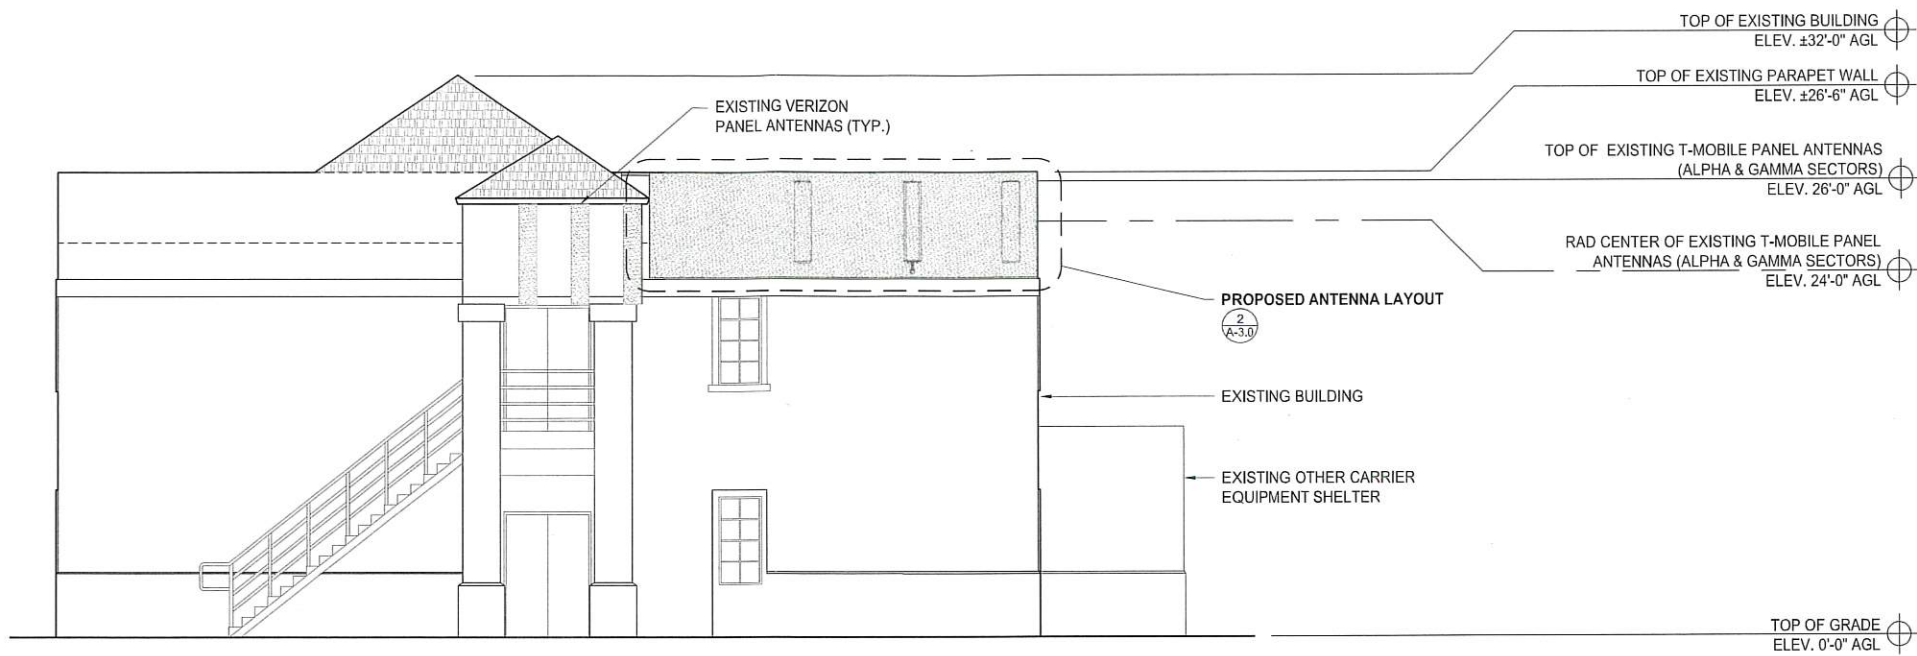 TOP OF EXISTING BUILDING
ELEV. ±32'-0" AGL
TOP OF EXISTING PARAPET WALL
ELEV. ±26'-6" AGL
EXISTING VERIZON
PANEL ANTENNAS (TYP.)
TOP OF EXISTING T-MOBILE PANEL ANTENNAS
(ALPHA & GAMMA SECTORS)
ELEV. 26'-0" AGL
RAD CENTER OF EXISTING T-MOBILE PANEL
ANTENNAS (ALPHA & GAMMA SECTORS)
ELEV. 24'-0" AGL
PROPOSED ANTENNA LAYOUT
2
A-3.0
EXISTING BUILDING
EXISTING OTHER CARRIER
EQUIPMENT SHELTER
TOP OF GRADE
ELEV. 0'-0" AGL